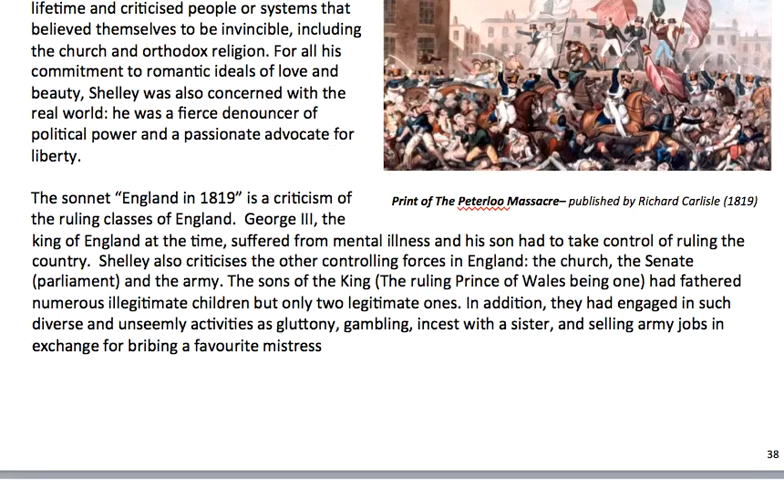 lifetime and criticised people or systems that
believed themselves to be invincible, including
the church and orthodox religion. For all his
commitment to romantic ideals of love and
beauty, Shelley was also concerned with the
real world: he was a fierce denouncer of
political power and a passionate advocate for
liberty.
Print of The Peterloo Massacre– published by Richard Carlisle (1819)
The sonnet “England in 1819” is a criticism of
the ruling classes of England.  George III, the
king of England at the time, suffered from mental illness and his son had to take control of ruling the
country.  Shelley also criticises the other controlling forces in England: the church, the Senate
(parliament) and the army. The sons of the King (The ruling Prince of Wales being one) had fathered
numerous illegitimate children but only two legitimate ones. In addition, they had engaged in such
diverse and unseemly activities as gluttony, gambling, incest with a sister, and selling army jobs in
exchange for bribing a favourite mistress
38